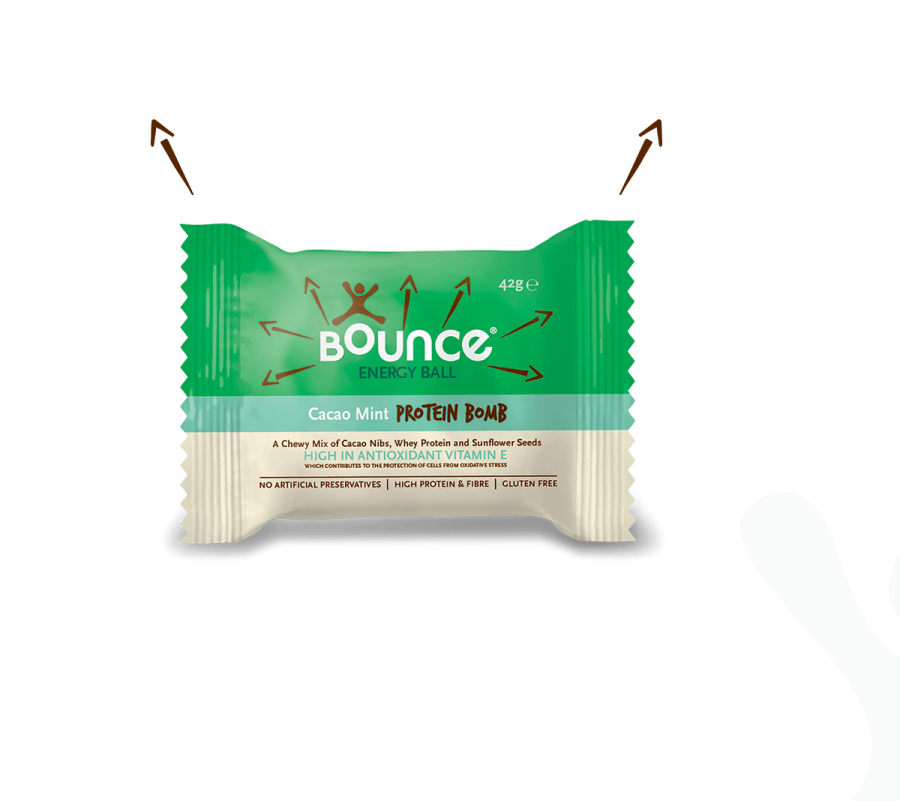 42g ℮
BOUNCE®
ENERGY BALL
Cacao Mint PROTEIN BOMB
A Chewy Mix of Cacao Nibs, Whey Protein and Sunflower Seeds
HIGH IN ANTIOXIDANT VITAMIN E
WHICH CONTRIBUTES TO THE PROTECTION OF CELLS FROM OXIDATIVE STRESS
NO ARTIFICIAL PRESERVATIVES | HIGH PROTEIN & FIBRE | GLUTEN FREE